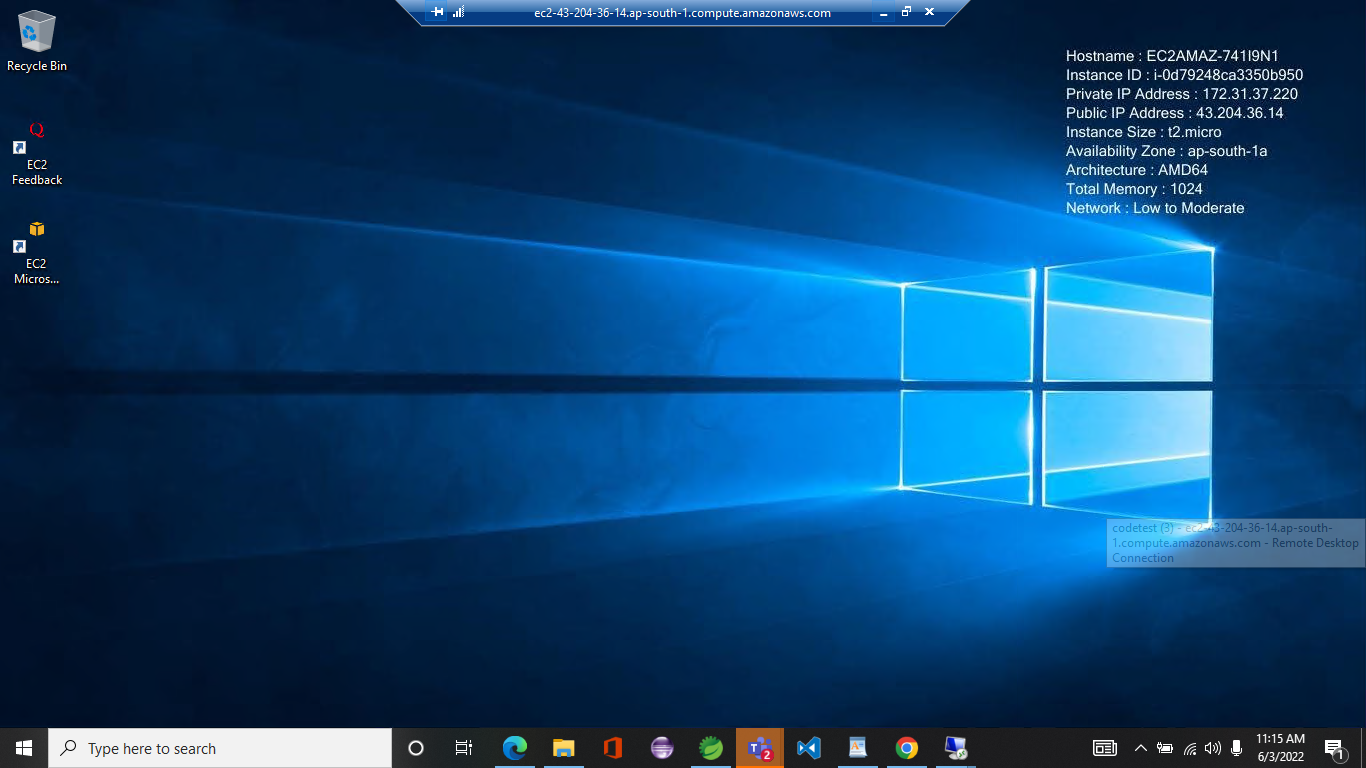 ec2-43-204-36-14.ap-south-1.compute.amazonaws.com
Recycle Bin
EC2
Feedback
EC2
Micros...
Hostname : EC2AMAZ-741I9N1
Instance ID : i-0d79248ca3350b950
Private IP Address : 172.31.37.220
Public IP Address : 43.204.36.14
Instance Size : t2.micro
Availability Zone : ap-south-1a
Architecture : AMD64
Total Memory : 1024
Network : Low to Moderate
codetest (3) - ec2-43-204-36-14.ap-south-
1.compute.amazonaws.com - Remote Desktop
Connection
Type here to search
2
11:15 AM
6/3/2022
1